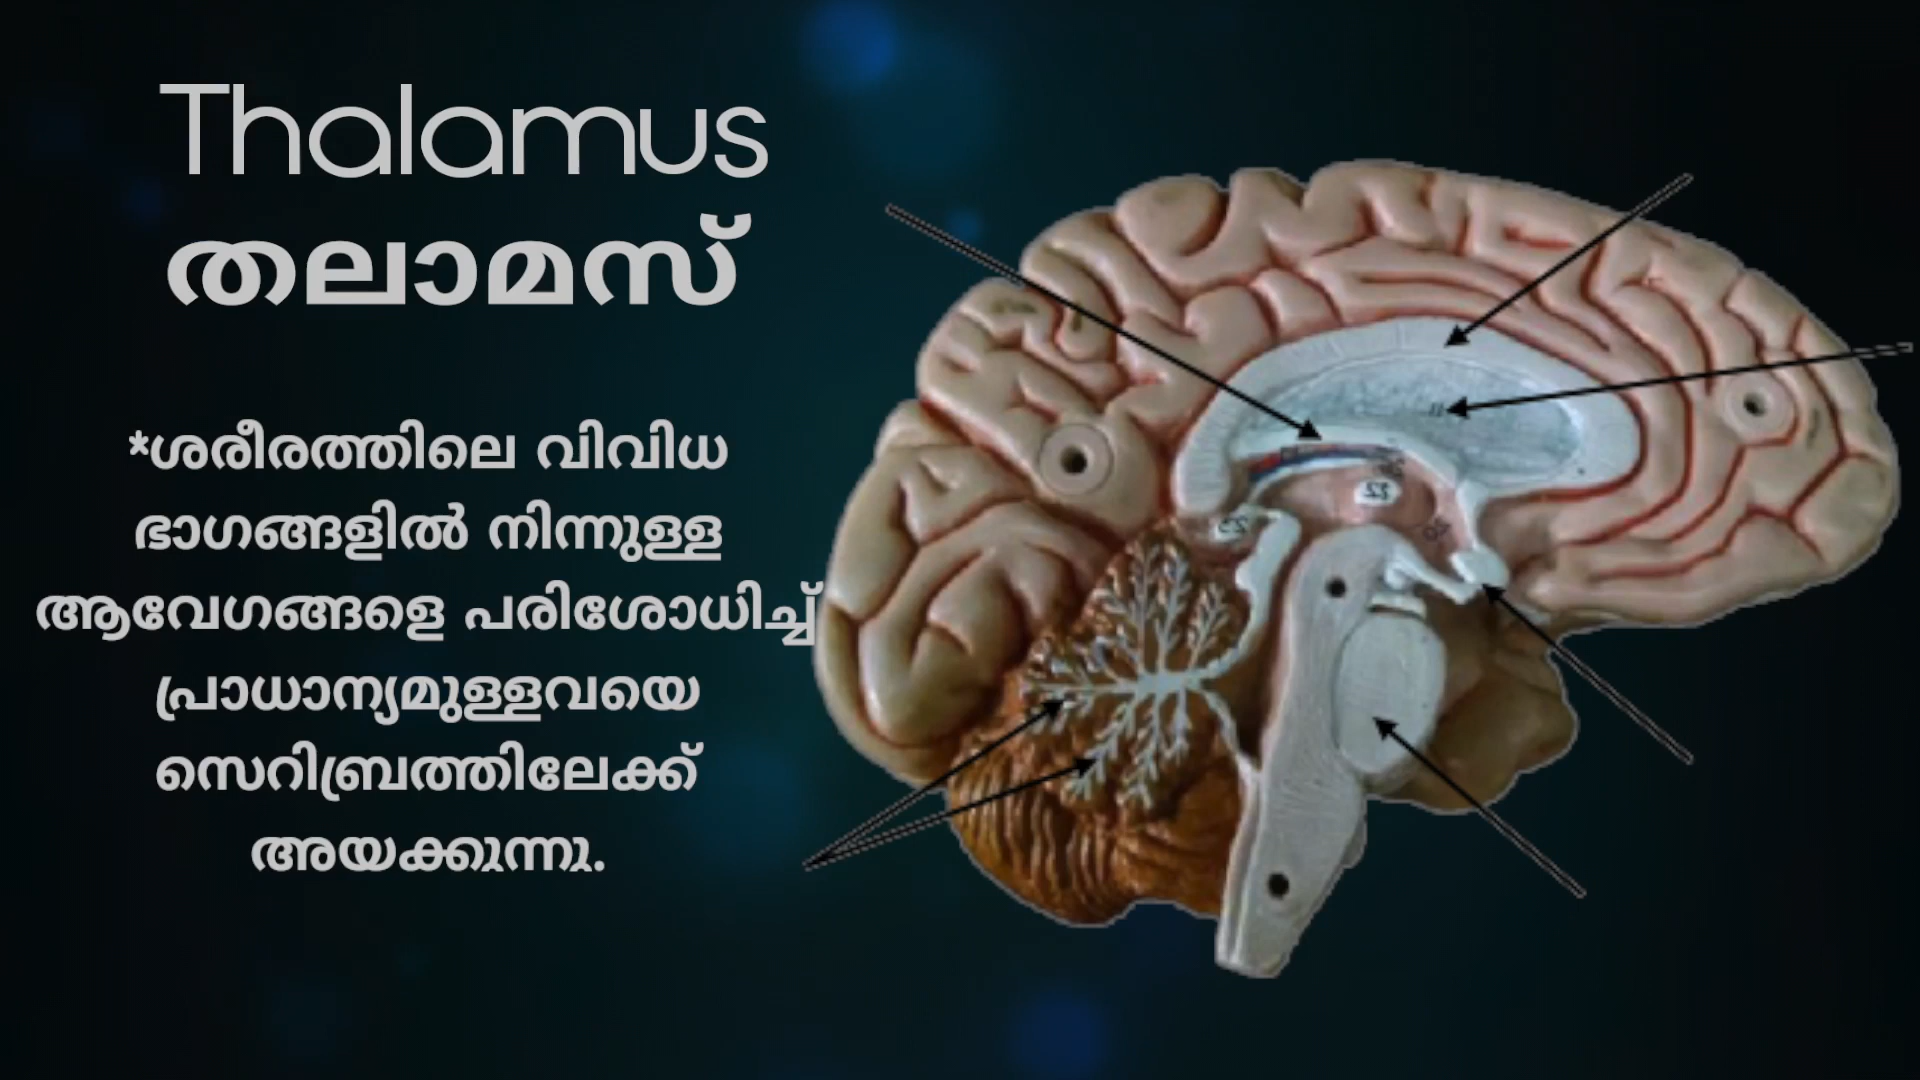 Thalamus
തലാമസ്
*ശരീരത്തിലെ വിവിധ
ഭാഗങ്ങളിൽ നിന്നുള്ള
ആവേഗങ്ങളെ പരിശോധിച്ച്
പ്രാധാന്യമുള്ളവയെ
സെറിബ്രത്തിലേക്ക്
അയക്കുന്നു.